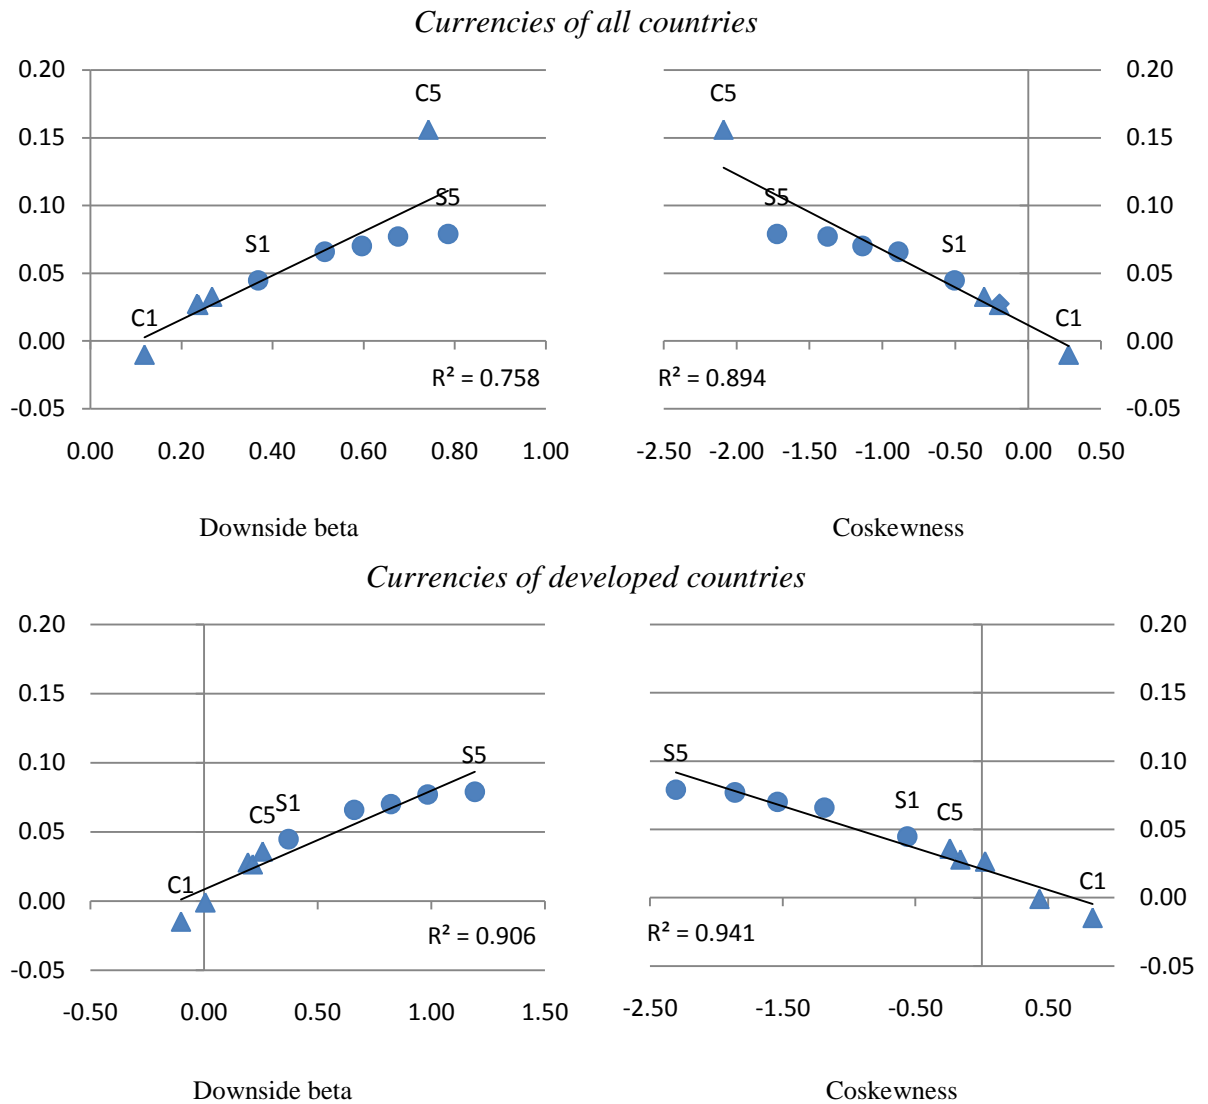 Currencies of all countries
0.20 0.20
C5 C5
0.15 0.15
0.10 S5 S5 0.10
S1 S1
0.05 0.05
C1 C1
0.00 0.00
R² = 0.758 R² = 0.894
-0.05 -0.05
0.00 0.20 0.40 0.60 0.80 1.00 -2.50 -2.00 -1.50 -1.00 -0.50 0.00 0.50
Downside beta Coskewness
Currencies of developed countries
0.20 0.20
0.15 0.15
0.10 S5 S5 0.10
C5 S1 S1 C5
0.05 0.05
C1 C1
0.00 0.00
R² = 0.906 R² = 0.941
-0.05 -0.05
-0.50 0.00 0.50 1.00 1.50 -2.50 -1.50 -0.50 0.50
Downside beta Coskewness